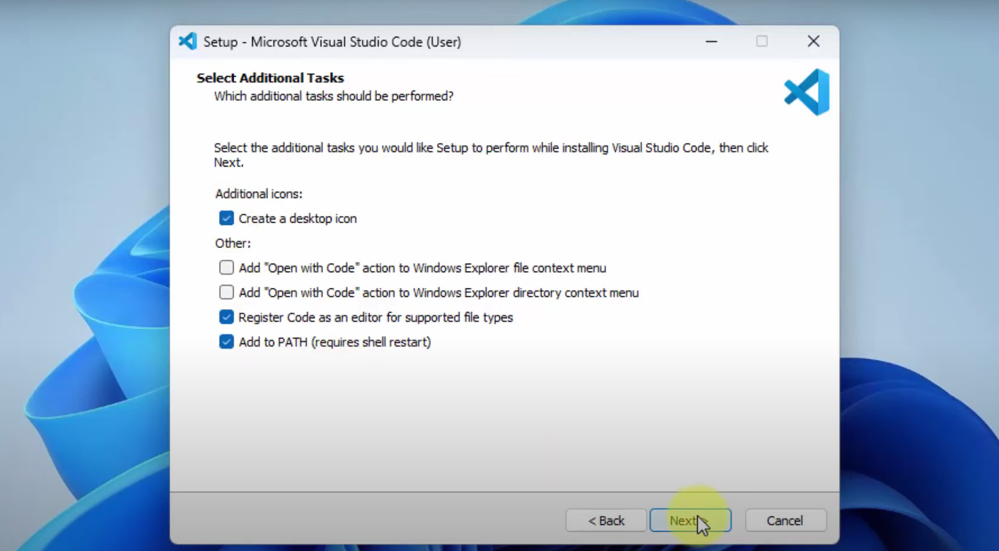 Setup - Microsoft Visual Studio Code (User)
Select Additional Tasks
Which additional tasks should be performed?
Select the additional tasks you would like Setup to perform while installing Visual Studio Code, then click
Next.
Additional icons:
Create a desktop icon
Other:
Add "Open with Code" action to Windows Explorer file context menu
Add "Open with Code" action to Windows Explorer directory context menu
Register Code as an editor for supported file types
Add to PATH (requires shell restart)
< Back
Next >
Cancel